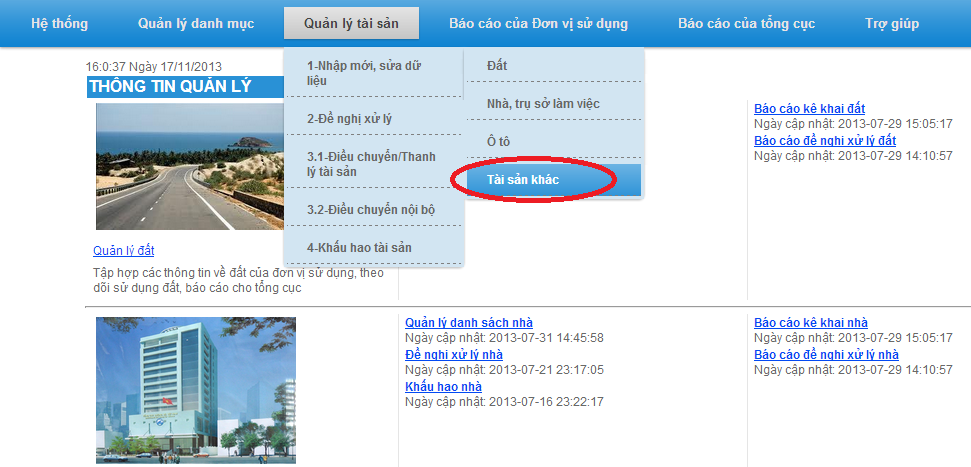 Hệ thống Quản lý danh mục Quản lý tài sản Báo cáo của Đơn vị sử dụng Báo cáo của tổng cục Trợ giúp
16:0:37 Ngày 17/11/2013
THÔNG TIN QUẢN LÝ
1-Nhập mới, sửa dữ
liệu
2-Đề nghị xử lý
3.1-Điều chuyển/Thanh
lý tài sản
3.2-Điều chuyển nội bộ
4-Khấu hao tài sản
Đất
Nhà, trụ sở làm việc
Ô tô
Tài sản khác
Báo cáo kê khai đất
Ngày cập nhật: 2013-07-29 15:05:17
Báo cáo đề nghị xử lý đất
Ngày cập nhật: 2013-07-29 14:10:57
Quản lý đất
Tập hợp các thông tin về đất của đơn vị sử dụng, theo
dõi sử dụng đất, báo cáo cho tổng cục
Quản lý danh sách nhà
Ngày cập nhật: 2013-07-31 14:45:58
Đề nghị xử lý nhà
Ngày cập nhật: 2013-07-21 23:17:05
Khấu hao nhà
Ngày cập nhật: 2013-07-16 23:22:17
Báo cáo kê khai nhà
Ngày cập nhật: 2013-07-29 15:05:17
Báo cáo đề nghị xử lý nhà
Ngày cập nhật: 2013-07-29 14:10:57